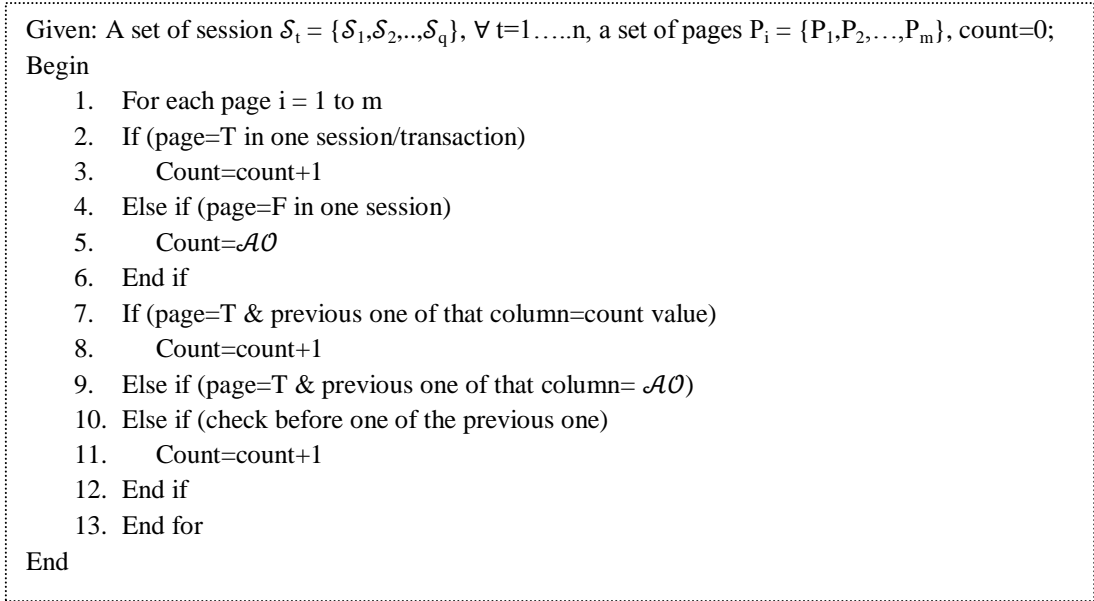 Given: A set of session 𝒮t = {𝒮1,𝒮2,..,𝒮q}, ∀ t=1…..n, a set of pages Pi = {P1,P2,…,Pm}, count=0;
Begin
1. For each page i = 1 to m
2. If (page=T in one session/transaction)
3. Count=count+1
4. Else if (page=F in one session)
5. Count=𝒜𝒪
6. End if
7. If (page=T & previous one of that column=count value)
8. Count=count+1
9. Else if (page=T & previous one of that column= 𝒜𝒪)
10. Else if (check before one of the previous one)
11. Count=count+1
12. End if
13. End for
End